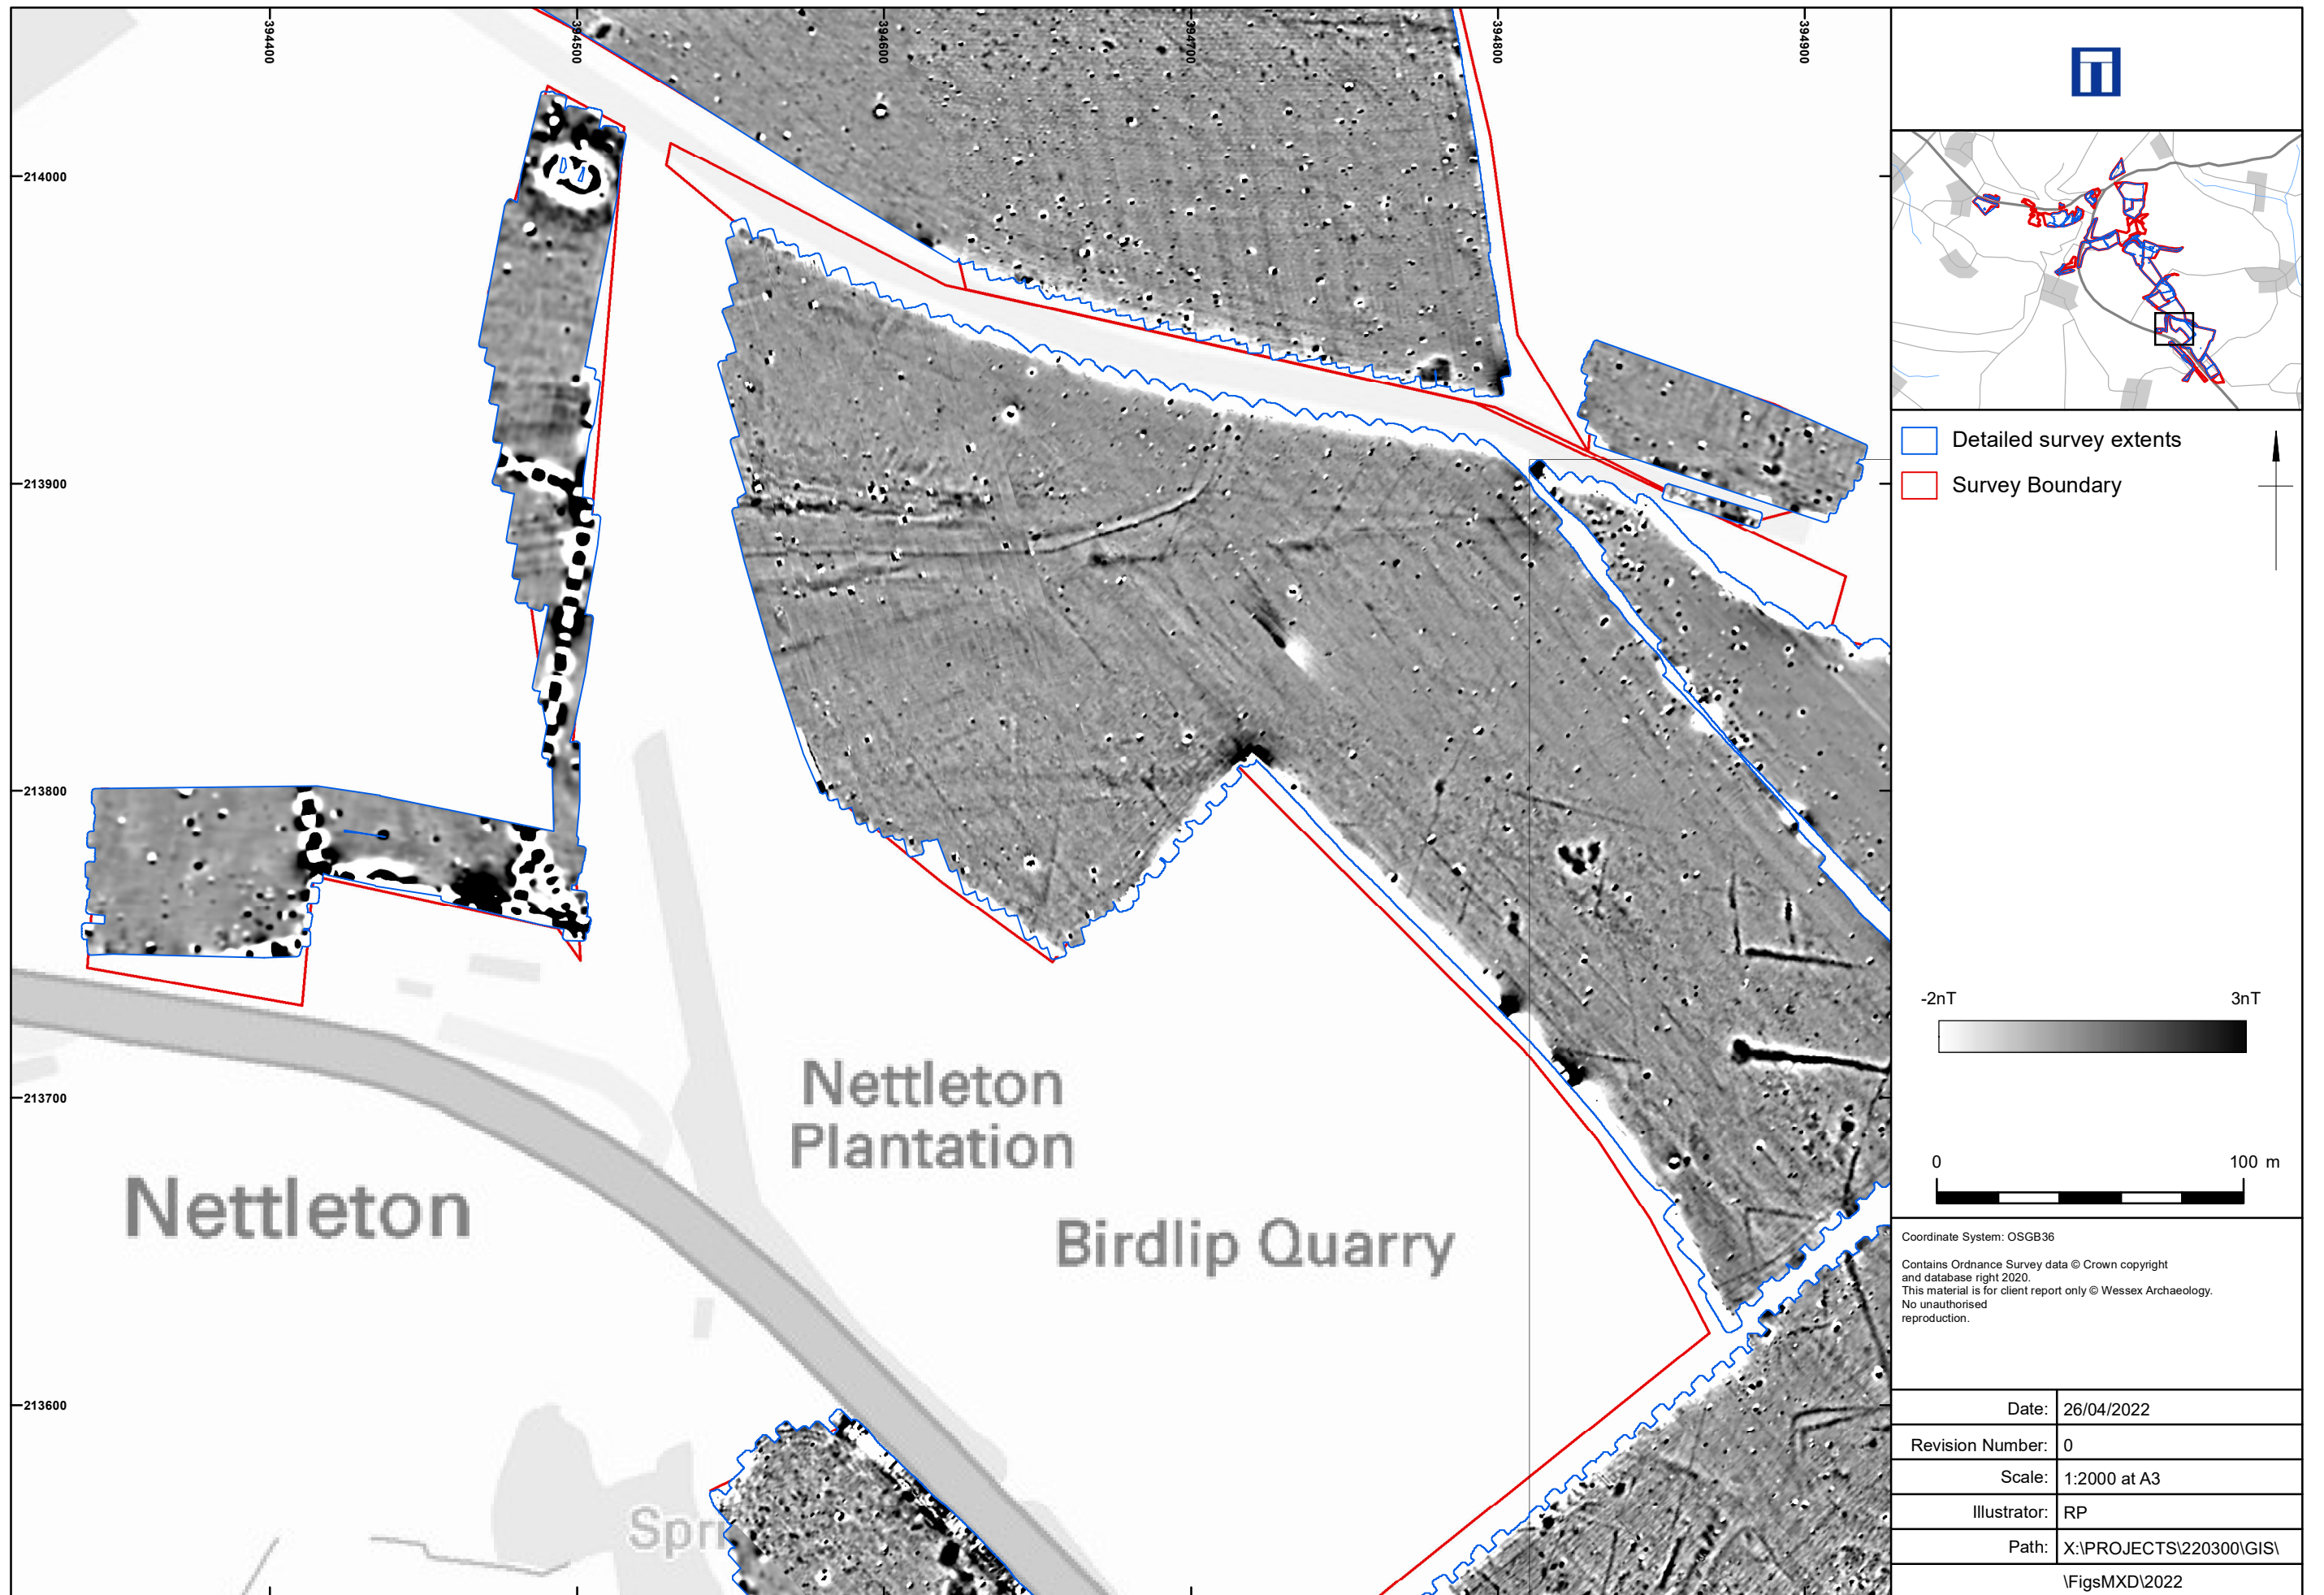 394400
394500
394600
394700
394800
394900
214000
213900
213800
213700
213600
Nettleton
Plantation
Nettleton
Birdlip Quarry
Spri
Detailed survey extents
Survey Boundary
-2nT 3nT
0 100 m
Coordinate System: OSGB36
Contains Ordnance Survey data © Crown copyright
and database right 2020.
This material is for client report only © Wessex Archaeology.
No unauthorised
reproduction.
Date: 26/04/2022
Revision Number: 0
Scale: 1:2000 at A3
Illustrator: RP
Path: X:\PROJECTS\220300\GIS\
\FigsMXD\2022